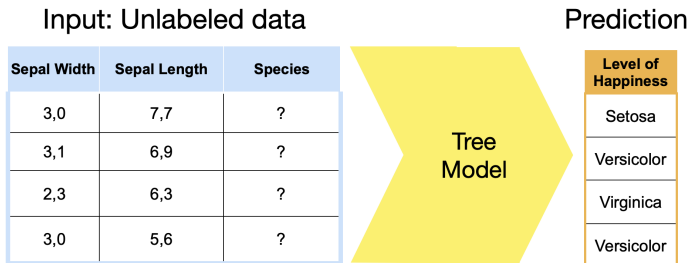 Input: Unlabeled data
Prediction
Sepal Width Sepal Length Species
3,0 7,7 ?
3,1 6,9 ?
2,3 6,3 ?
3,0 5,6 ?
Tree
Model
Level of
Happiness
Setosa
Versicolor
Virginica
Versicolor